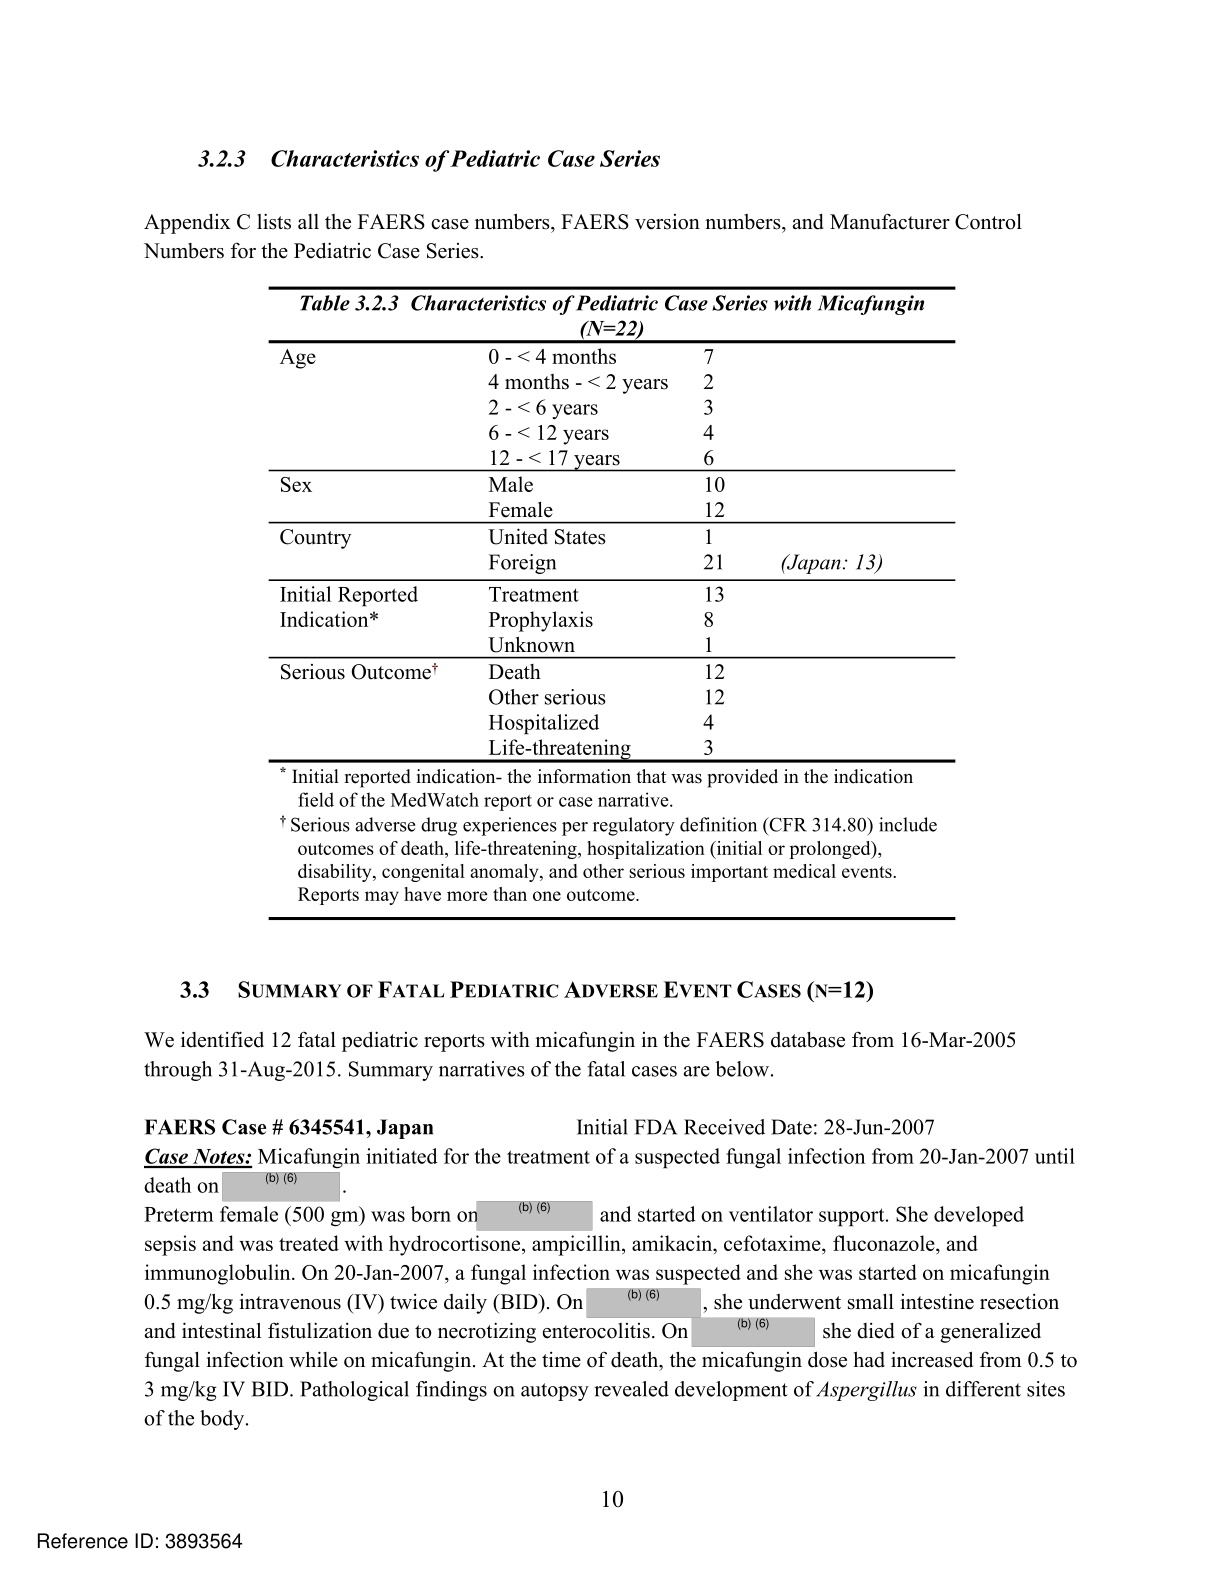 3.2.3 Characteristics of Pediatric Case Series
Appendix C lists all the FAERS case numbers, FAERS version numbers, and Manufacturer Control
Numbers for the Pediatric Case Series.
Table 3.2.3 Characteristics of Pediatric Case Series with Micafungin
(N=22)
Age 0 - < 4 months 7
4 months - < 2 years 2
2 - < 6 years 3
6 - < 12 years 4
12 - < 17 years 6
Sex Male 10
Female 12
Country United States 1
Foreign 21 (Japan: 13)
Initial Reported Treatment 13
Indication* Prophylaxis 8
Unknown 1
Serious Outcome† Death 12
Other serious 12
Hospitalized 4
Life-threatening 3
* Initial reported indication- the information that was provided in the indication
field of the MedWatch report or case narrative.
† Serious adverse drug experiences per regulatory definition (CFR 314.80) include
outcomes of death, life-threatening, hospitalization (initial or prolonged),
disability, congenital anomaly, and other serious important medical events.
Reports may have more than one outcome.
3.3 SUMMARY OF FATAL PEDIATRIC ADVERSE EVENT CASES (N=12)
We identified 12 fatal pediatric reports with micafungin in the FAERS database from 16-Mar-2005
through 31-Aug-2015. Summary narratives of the fatal cases are below.
FAERS Case # 6345541, Japan Initial FDA Received Date: 28-Jun-2007
Case Notes: Micafungin initiated for the treatment of a suspected fungal infection from 20-Jan-2007 until
death on (b) (6) .
Preterm female (500 gm) was born on (b) (6) and started on ventilator support. She developed
sepsis and was treated with hydrocortisone, ampicillin, amikacin, cefotaxime, fluconazole, and
immunoglobulin. On 20-Jan-2007, a fungal infection was suspected and she was started on micafungin
0.5 mg/kg intravenous (IV) twice daily (BID). On (b) (6) , she underwent small intestine resection
and intestinal fistulization due to necrotizing enterocolitis. On (b) (6) she died of a generalized
fungal infection while on micafungin. At the time of death, the micafungin dose had increased from 0.5 to
3 mg/kg IV BID. Pathological findings on autopsy revealed development of Aspergillus in different sites
of the body.
10
Reference ID: 3893564